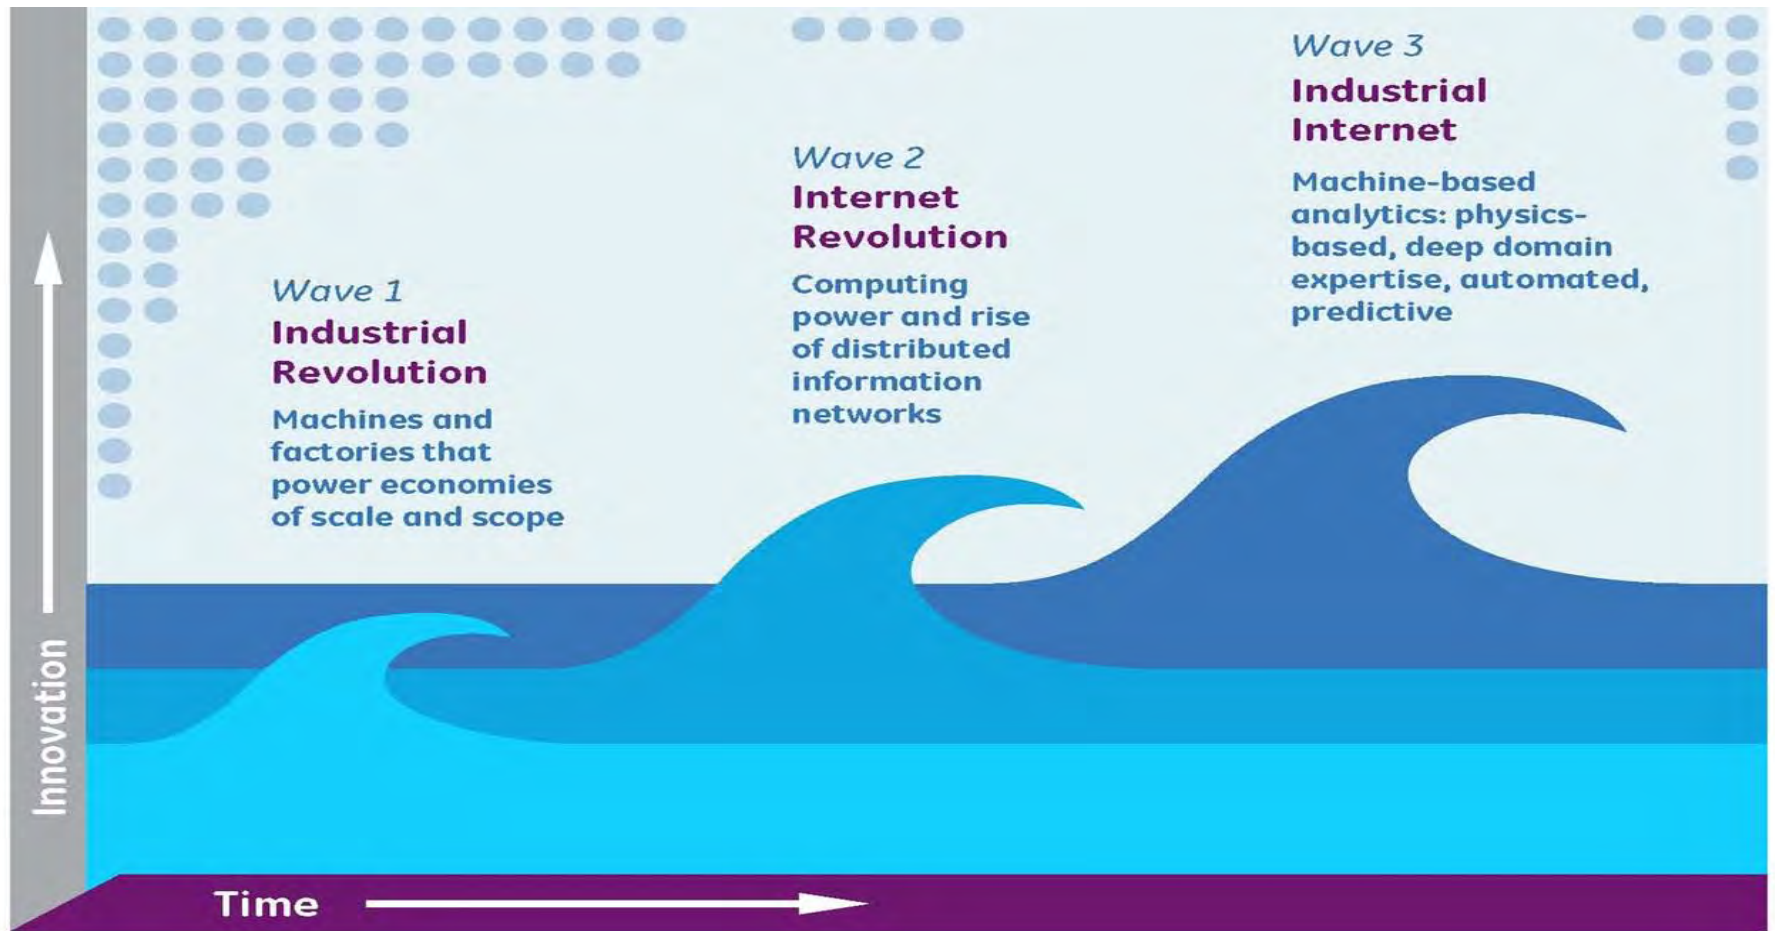 Wave 1
Industrial
Revolution
Machines and
factories that
power economies
of scale and scope
Wave 2
Internet
Revolution
Computing
power and rise
of distributed
information
networks
Wave 3
Industrial
Internet
Machine-based
analytics: physics-
based, deep domain
expertise, automated,
predictive
Innovation
Time